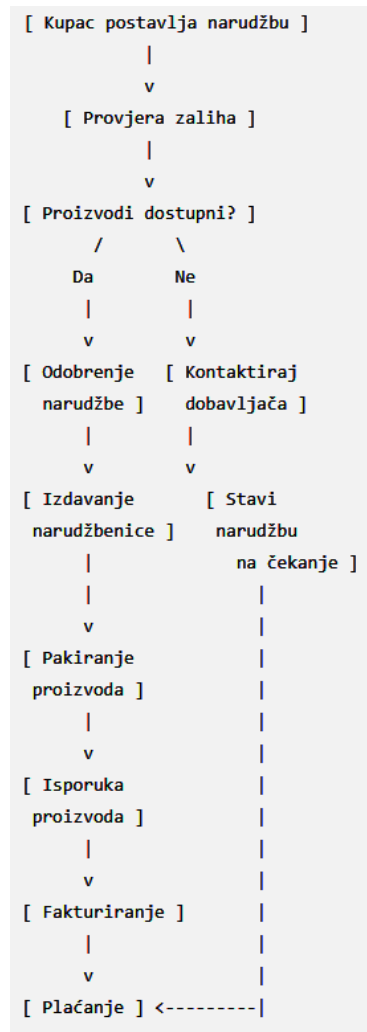 [ Kupac postavlja narudžbu ]
|
v
[ Provjera zaliha ]
|
v
[ Proizvodi dostupni? ]
/ \
Da Ne
| |
v v
[ Odobrenje [ Kontaktiraj
narudžbe ] dobavljača ]
| |
v v
[ Izdavanje [ Stavi
narudžbenice ] narudžbu
| na čekanje ]
| |
v |
[ Pakiranje |
proizvoda ] |
| |
v |
[ Isporuka |
proizvoda ] |
| |
v |
[ Fakturiranje ] |
| |
v |
[ Plaćanje ] <---------|